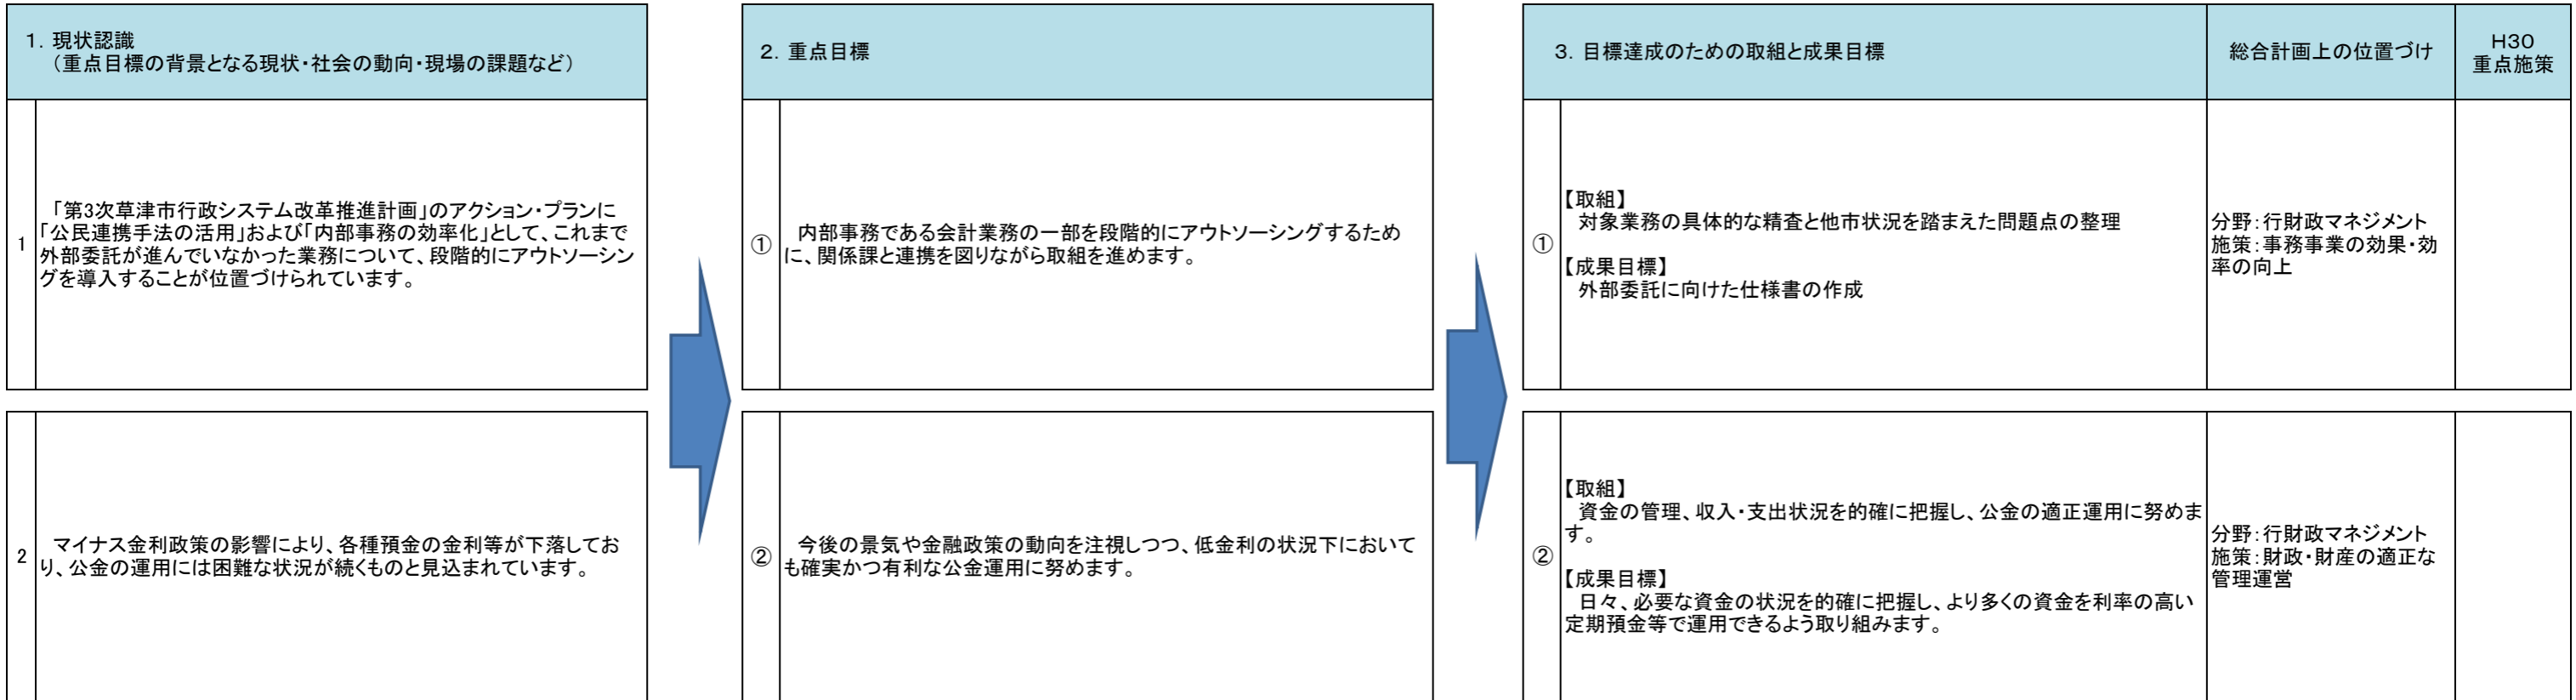 1．現状認識
（重点目標の背景となる現状・社会の動向・現場の課題など）
2．重点目標
3．目標達成のための取組と成果目標
総合計画上の位置づけ
H30
重点施策
1
「第3次草津市行政システム改革推進計画」のアクション・プランに
「公民連携手法の活用」および「内部事務の効率化」として、これまで
外部委託が進んでいなかった業務について、段階的にアウトソーシン
グを導入することが位置づけられています。
①
内部事務である会計業務の一部を段階的にアウトソーシングするため
に、関係課と連携を図りながら取組を進めます。
①
【取組】
対象業務の具体的な精査と他市状況を踏まえた問題点の整理
【成果目標】
外部委託に向けた仕様書の作成
分野：行財政マネジメント
施策：事務事業の効果・効
率の向上
2
マイナス金利政策の影響により、各種預金の金利等が下落してお
り、公金の運用には困難な状況が続くものと見込まれています。
②
今後の景気や金融政策の動向を注視しつつ、低金利の状況下において
も確実かつ有利な公金運用に努めます。
②
【取組】
資金の管理、収入・支出状況を的確に把握し、公金の適正運用に努めま
す。
【成果目標】
日々、必要な資金の状況を的確に把握し、より多くの資金を利率の高い
定期預金等で運用できるよう取り組みます。
分野：行財政マネジメント
施策：財政・財産の適正な
管理運営